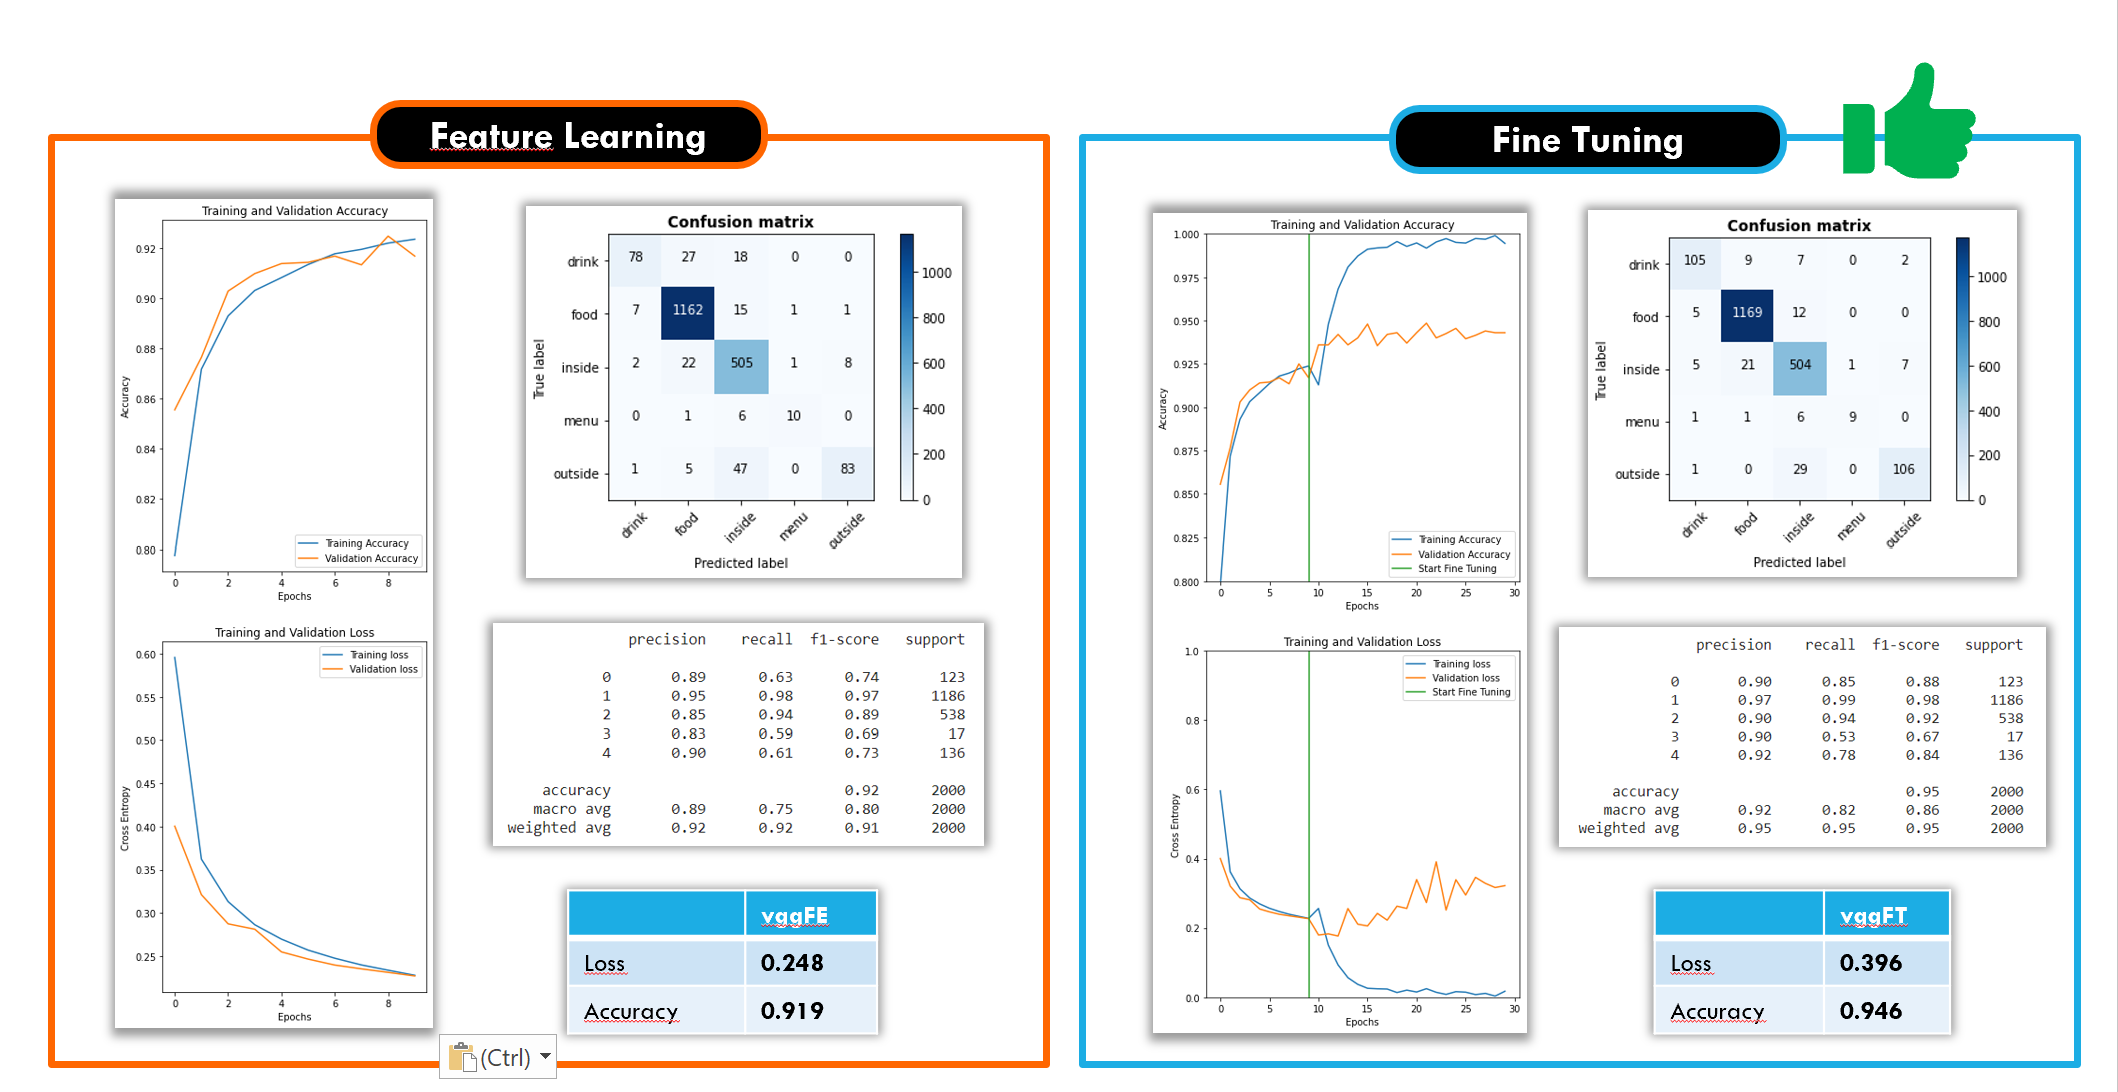 Feature Learning
Training and Validation Accuracy
Accuracy
0.92
0.90
0.88
0.86
0.84
0.82
0.80
Training Accuracy
Validation Accuracy
0 2 4 6 8
Epochs
Training and Validation Loss
Cross Entropy
0.60
0.55
0.50
0.45
0.40
0.35
0.30
0.25
Training loss
Validation loss
0 2 4 6 8
Epochs
Confusion matrix
True label
drink 78 27 18 0 0
food 7 1162 15 1 1
inside 2 22 505 1 8
menu 0 1 6 10 0
outside 1 5 47 0 83
drink food inside menu outside
Predicted label
1000
800
600
400
200
0
precision recall f1-score support
0 0.89 0.63 0.74 123
1 0.95 0.98 0.97 1186
2 0.85 0.94 0.89 538
3 0.83 0.59 0.69 17
4 0.90 0.61 0.73 136
accuracy 0.92 2000
macro avg 0.89 0.75 0.80 2000
weighted avg 0.92 0.92 0.91 2000
vggFE
Loss 0.248
Accuracy 0.919
(Ctrl)
Fine Tuning
Training and Validation Accuracy
Accuracy
1.000
0.975
0.950
0.925
0.900
0.875
0.850
0.825
0.800
Training Accuracy
Validation Accuracy
Start Fine Tuning
0 5 10 15 20 25 30
Epochs
Training and Validation Loss
Cross Entropy
1.0
0.8
0.6
0.4
0.2
0.0
Training loss
Validation loss
Start Fine Tuning
0 5 10 15 20 25 30
Epochs
Confusion matrix
True label
drink 105 9 7 0 2
food 5 1169 12 0 0
inside 5 21 504 1 7
menu 1 1 6 9 0
outside 1 0 29 0 106
drink food inside menu outside
Predicted label
1000
800
600
400
200
0
precision recall f1-score support
0 0.90 0.85 0.88 123
1 0.97 0.99 0.98 1186
2 0.90 0.94 0.92 538
3 0.90 0.53 0.67 17
4 0.92 0.78 0.84 136
accuracy 0.95 2000
macro avg 0.92 0.82 0.86 2000
weighted avg 0.95 0.95 0.95 2000
vggFT
Loss 0.396
Accuracy 0.946